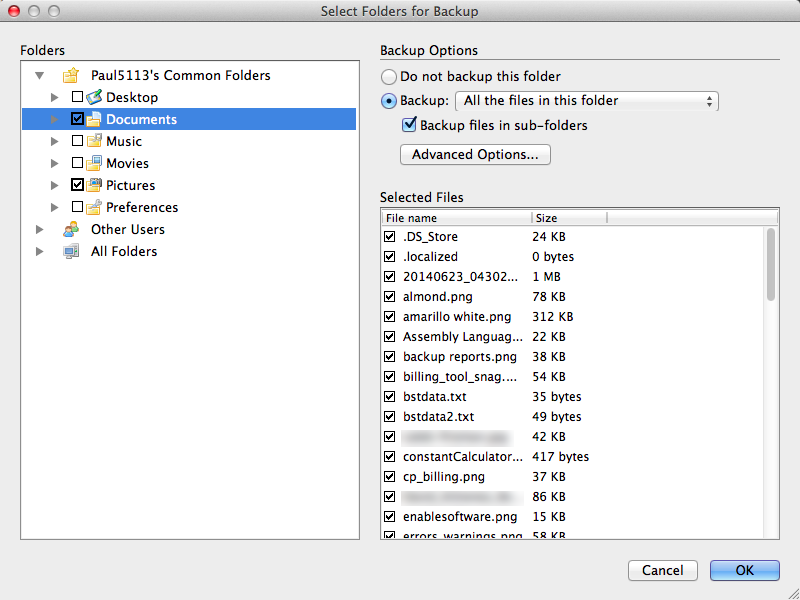 Select Folders for Backup
Folders
Paul5113's Common Folders
Desktop
Documents
Music
Movies
Pictures
Preferences
Other Users
All Folders
Backup Options
Do not backup this folder
Backup: All the files in this folder
Backup files in sub-folders
Advanced Options...
Selected Files
File name Size
.DS_Store 24 KB
.localized 0 bytes
20140623_04302... 1 MB
almond.png 78 KB
amarillo white.png 312 KB
Assembly Languag... 22 KB
backup reports.png 38 KB
billing_tool_snag.... 54 KB
bstdata.txt 35 bytes
bstdata2.txt 49 bytes
42 KB
constantCalculator... 417 bytes
cp_billing.png 37 KB
86 KB
enablesoftware.png 15 KB
errors_warnings.png 58 KB
Cancel OK